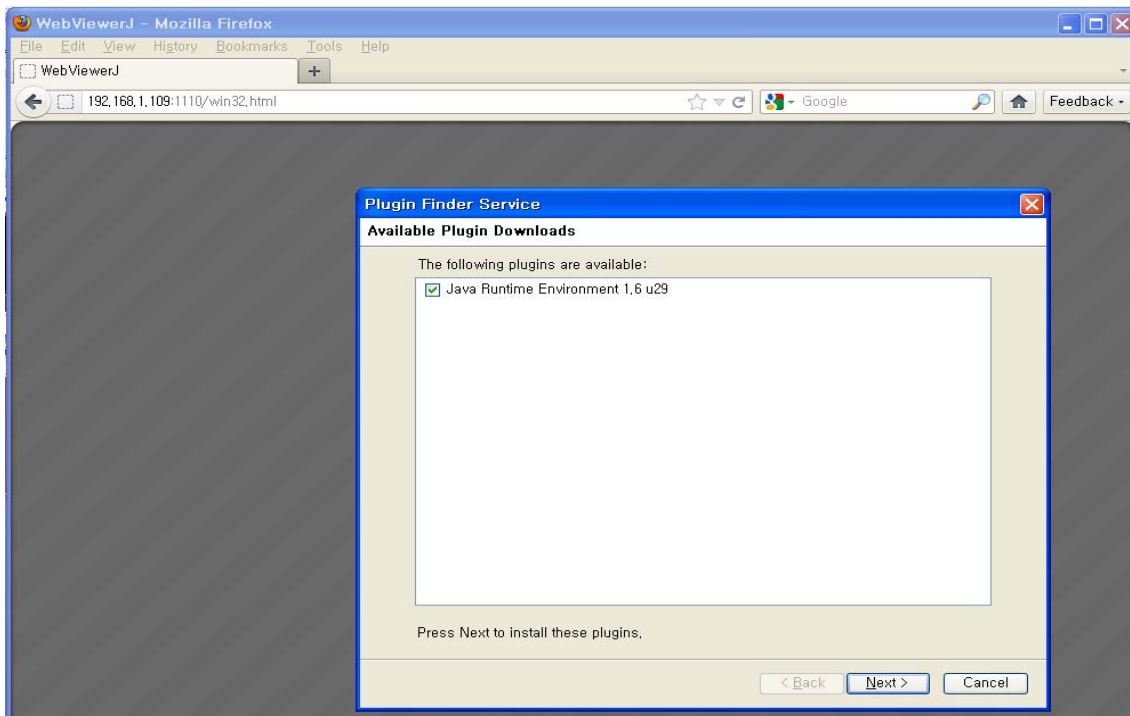 WebViewerJ - Mozilla Firefox
File Edit View History Bookmarks Tools Help
WebViewerJ +
192,168,1,109:1110/win32,html Google Feedback
Plugin Finder Service
Available Plugin Downloads
The following plugins are available:
Java Runtime Environment 1,6 u29
Press Next to install these plugins,
< Back Next > Cancel